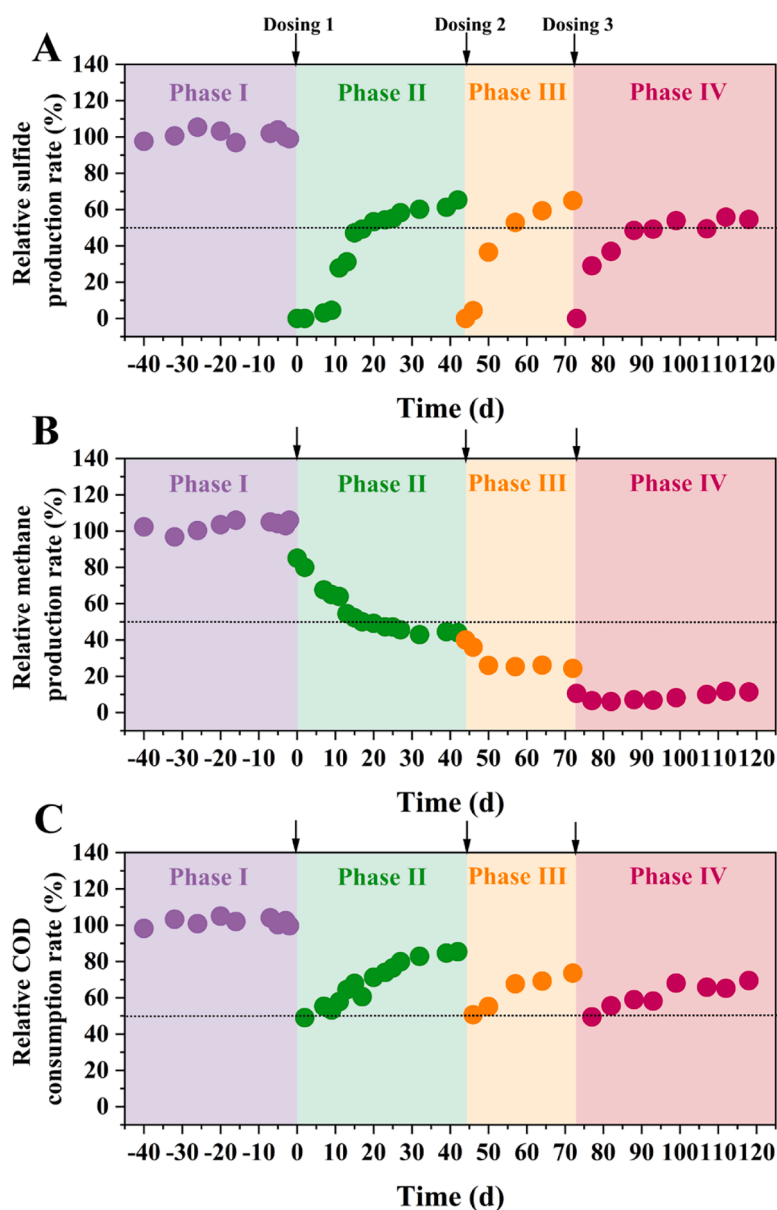 Dosing 1 Dosing 2 Dosing 3
A
Relative sulfide
production rate (%)
140
120
100
80
60
40
20
0
Phase I Phase II Phase III Phase IV
-40 -30 -20 -10 0 10 20 30 40 50 60 70 80 90 100 110 120
Time (d)
B
Relative methane
production rate (%)
140
120
100
80
60
40
20
0
Phase I Phase II Phase III Phase IV
-40 -30 -20 -10 0 10 20 30 40 50 60 70 80 90 100 110 120
Time (d)
C
Relative COD
consumption rate (%)
140
120
100
80
60
40
20
0
Phase I Phase II Phase III Phase IV
-40 -30 -20 -10 0 10 20 30 40 50 60 70 80 90 100 110 120
Time (d)